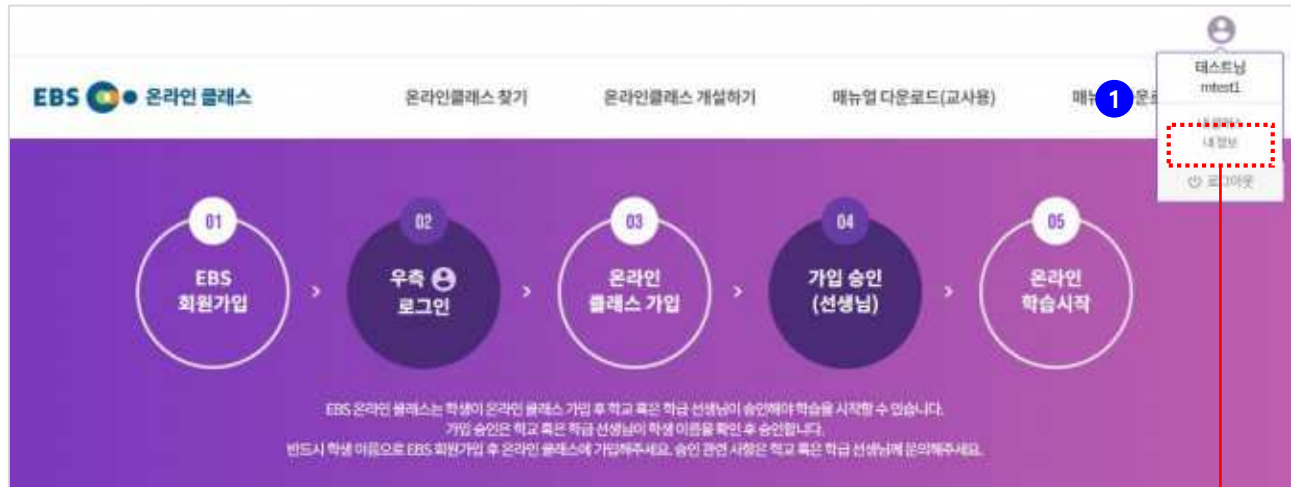 테스트님
mtest1
EBS 온라인 클래스
온라인클래스 찾기
온라인클래스 개설하기
매뉴얼 다운로드(교사용)
매뉴
1
운로
내 클래스
내 정보
로그아웃
01
EBS
회원가입
02
우측
로그인
03
온라인
클래스 가입
04
가입 승인
(선생님)
05
온라인
학습시작
EBS 온라인 클래스는 학생이 온라인 클래스 가입 후 학교 혹은 학급 선생님이 승인해야 학습을 시작할 수 있습니다.
가입 승인은 학교 혹은 학급 선생님이 학생 이름을 확인 후 승인합니다.
반드시 학생 이름으로 EBS 회원가입 후 온라인 클래스에 가입해주세요. 승인 관련 사항은 학교 혹은 학급 선생님께 문의해주세요.